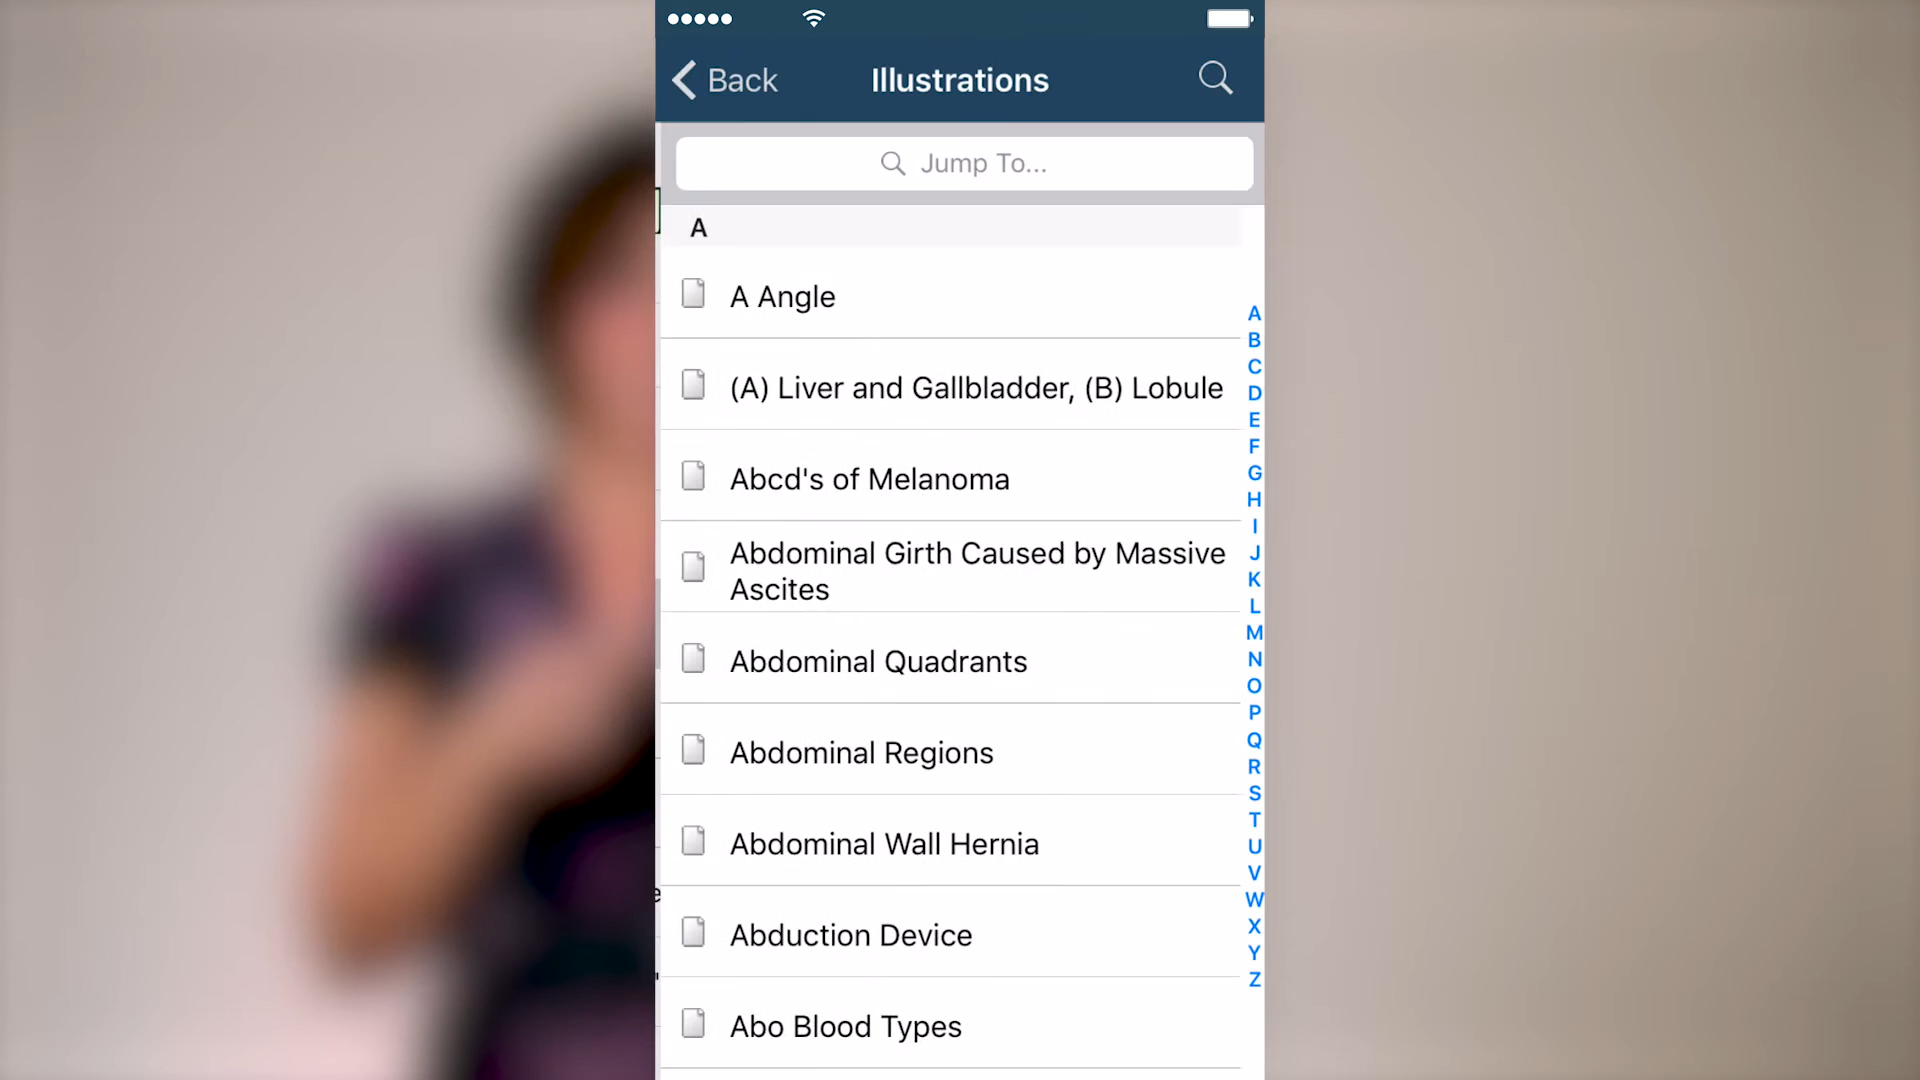 Back
Illustrations
Jump To...
A
A Angle
(A) Liver and Gallbladder, (B) Lobule
Abcd's of Melanoma
Abdominal Girth Caused by Massive
Ascites
Abdominal Quadrants
Abdominal Regions
Abdominal Wall Hernia
Abduction Device
Abo Blood Types
A
B
C
D
E
F
G
H
I
J
K
L
M
N
O
P
Q
R
S
T
U
V
W
X
Y
Z